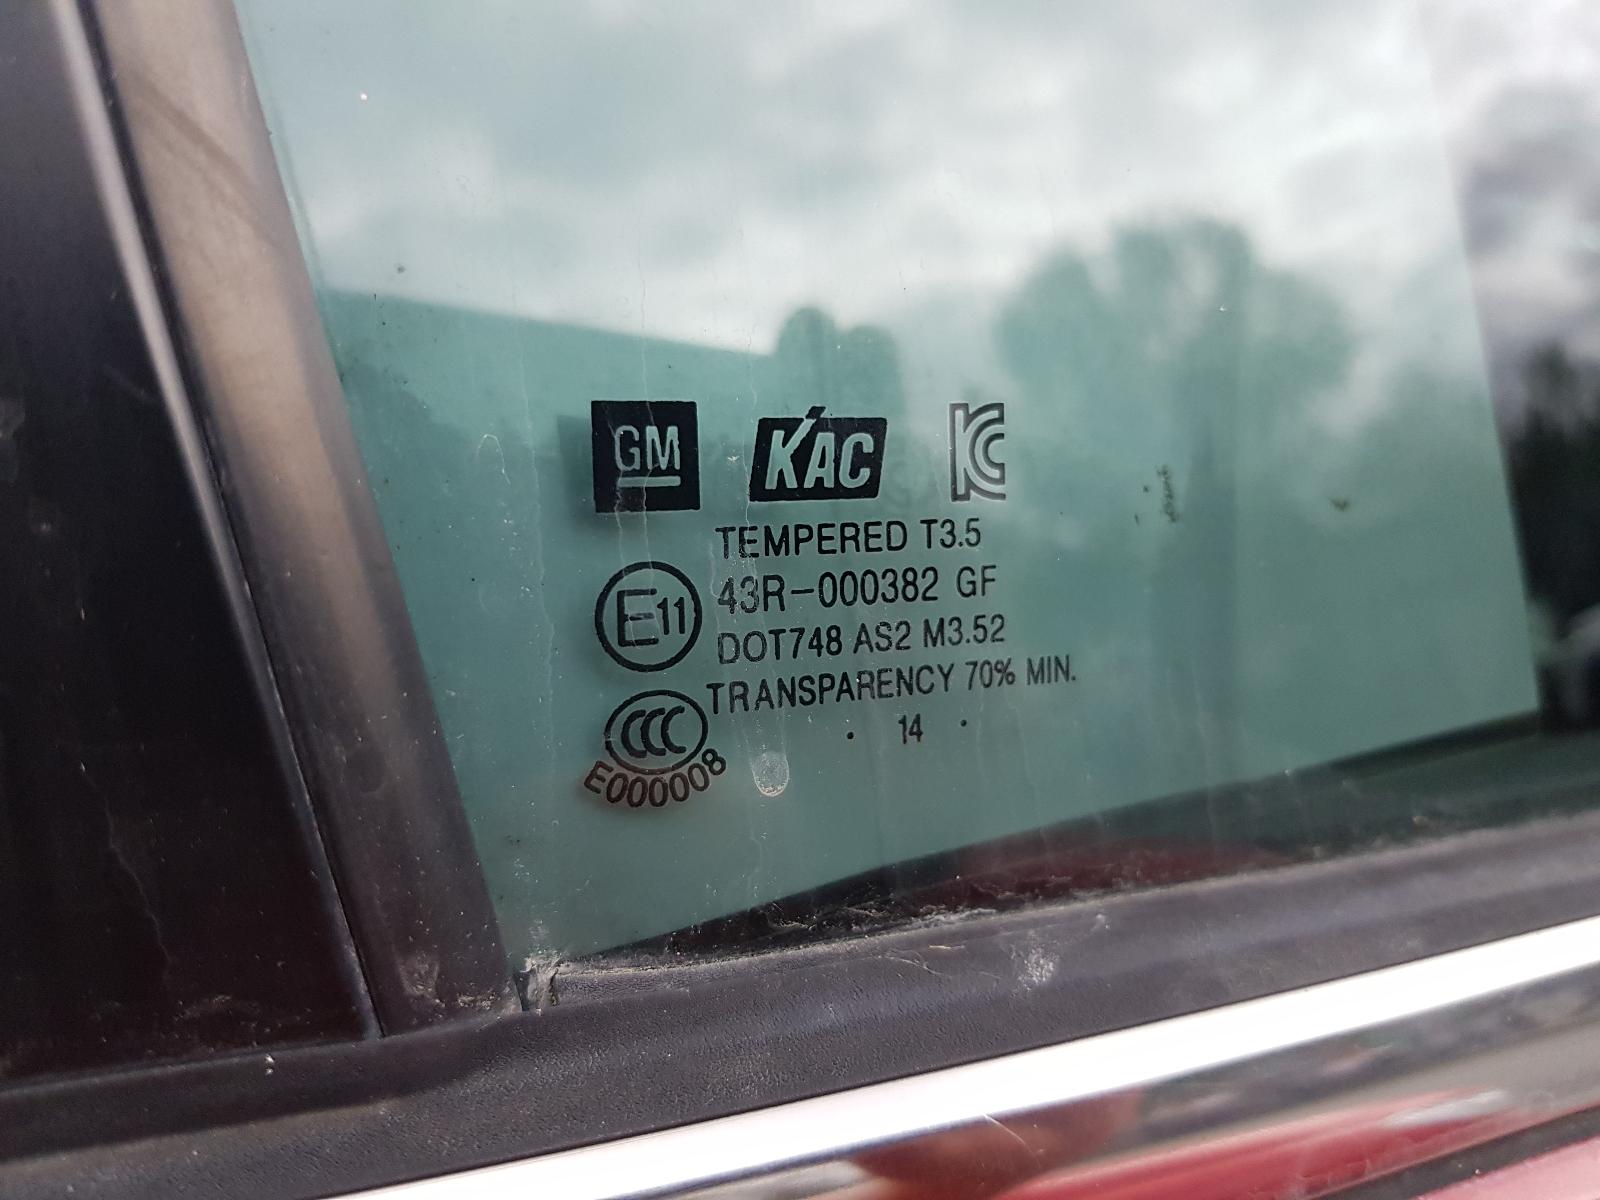 GM KAC KC
TEMPERED T3.5
E11 43R-000382 GF
DOT748 AS2 M3.52
TRANSPARENCY 70% MIN.
CCC . 14 .
E000008